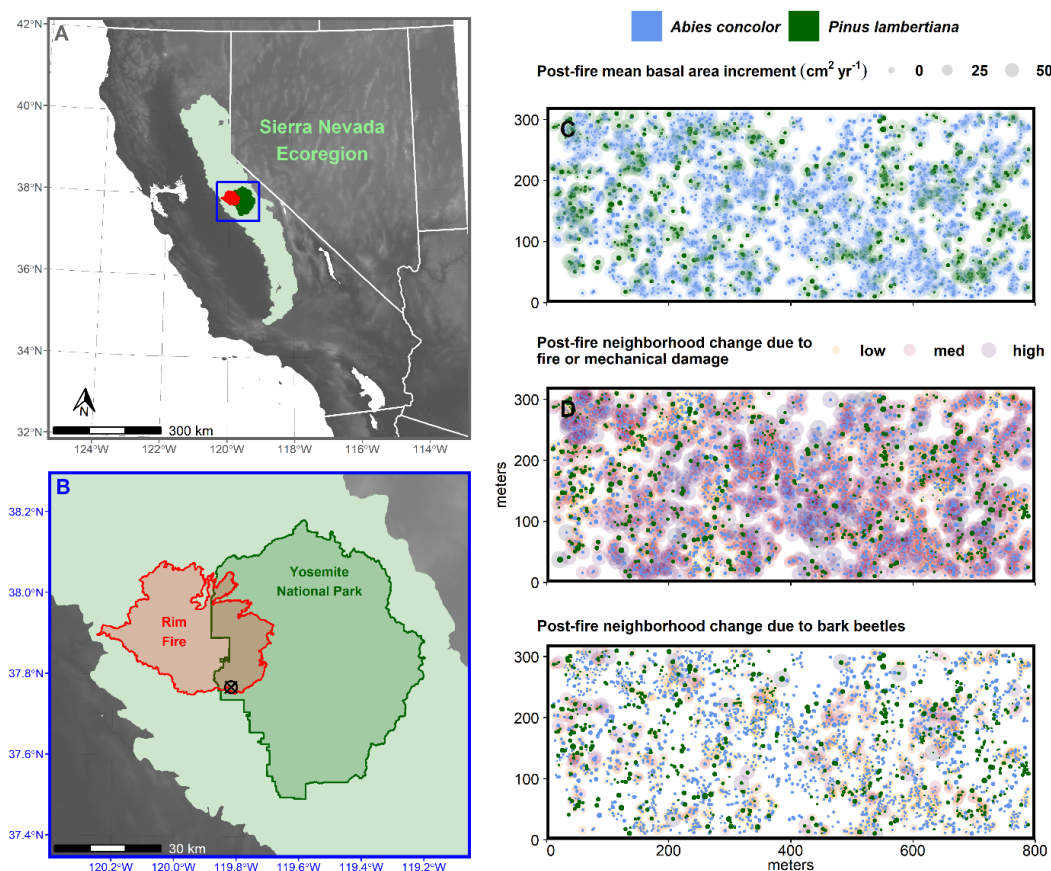 A
42°N
40°N
38°N
36°N
34°N
32°N
Sierra Nevada
Ecoregion
N
300 km
124°W
122°W
120°W
118°W
116°W
114°W
B
38.2°N
38.0°N
37.8°N
37.6°N
37.4°N
Yosemite
National Park
Rim
Fire
30 km
120.2°W
120.0°W
119.8°W
119.6°W
119.4°W
119.2°W
Abies concolor
Pinus lambertiana
Post-fire mean basal area increment (cm² yr⁻¹)
0
25
50
C
300
200
100
0
Post-fire neighborhood change due to
fire or mechanical damage
low
med
high
D
300
200
100
0
meters
Post-fire neighborhood change due to bark beetles
300
200
100
0
0
200
400
600
800
meters